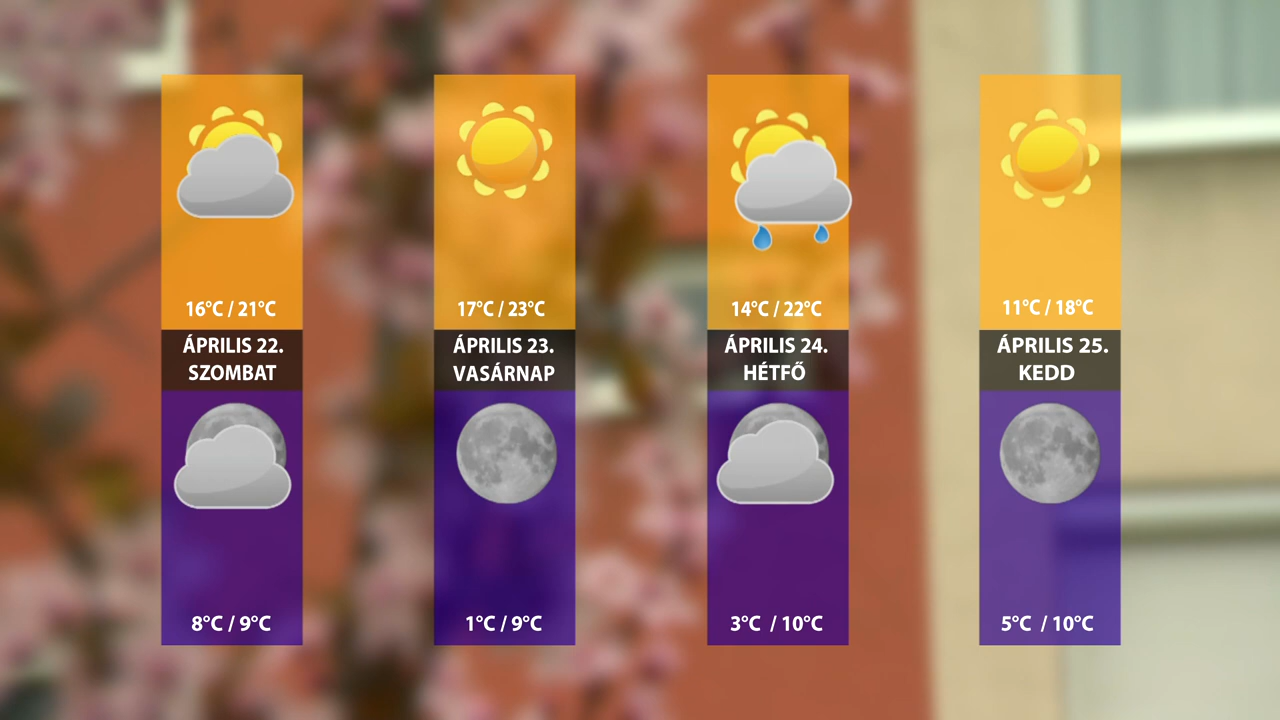 16°C / 21°C
ÁPRILIS 22.
SZOMBAT
8°C / 9°C
17°C / 23°C
ÁPRILIS 23.
VASÁRNAP
1°C / 9°C
14°C / 22°C
ÁPRILIS 24.
HÉTFŐ
3°C / 10°C
11°C / 18°C
ÁPRILIS 25.
KEDD
5°C / 10°C